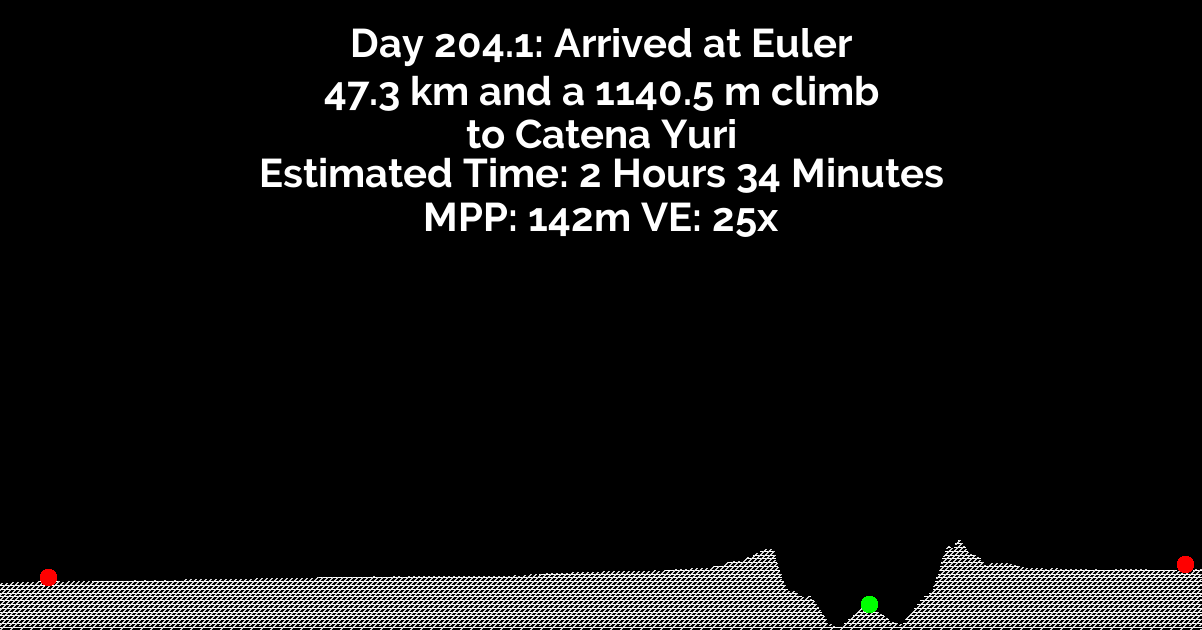 Day 204.1: Arrived at Euler
47.3 km and a 1140.5 m climb
to Catena Yuri
Estimated Time: 2 Hours 34 Minutes
MPP: 142m VE: 25x